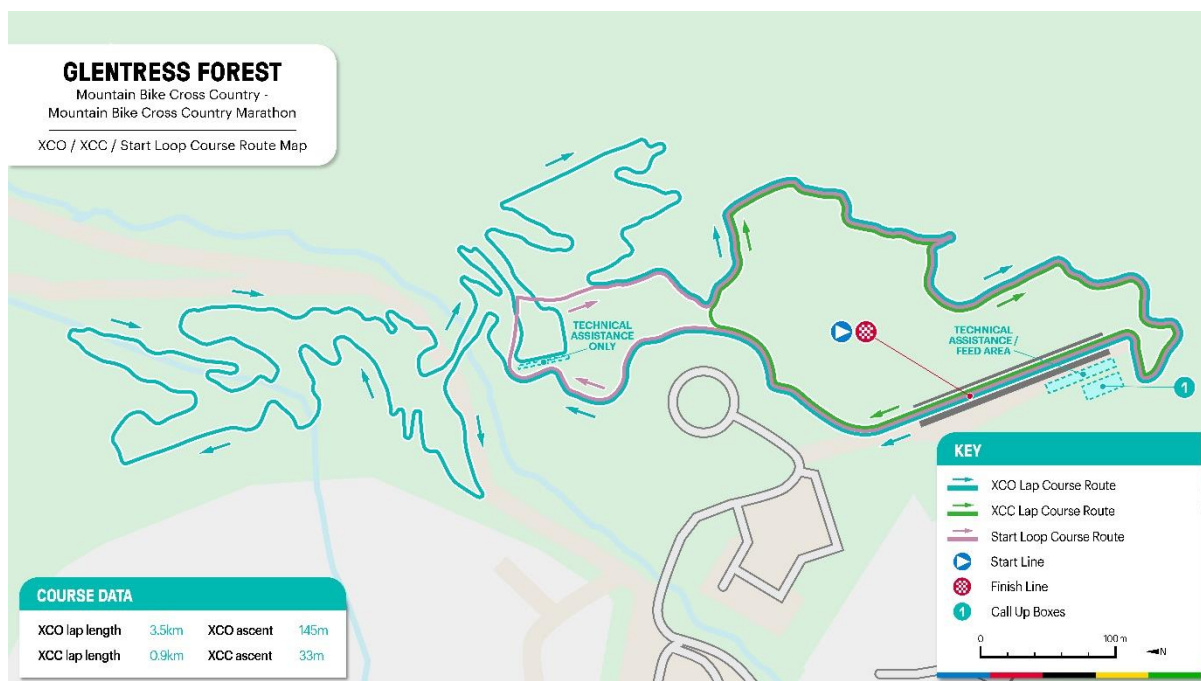 GLENTRESS FOREST
Mountain Bike Cross Country -
Mountain Bike Cross Country Marathon
XCO / XCC / Start Loop Course Route Map
TECHNICAL
ASSISTANCE
ONLY
TECHNICAL
ASSISTANCE /
FEED AREA
1
KEY
XCO Lap Course Route
XCC Lap Course Route
Start Loop Course Route
Start Line
Finish Line
1 Call Up Boxes
0 100 m
N
COURSE DATA
XCO lap length 3.5km XCO ascent 145m
XCC lap length 0.9km XCC ascent 33m